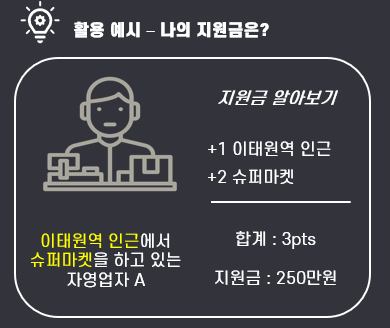 활용 예시 – 나의 지원금은?
지원금 알아보기
+1 이태원역 인근
+2 슈퍼마켓
합계 : 3pts
지원금 : 250만원
이태원역 인근에서
슈퍼마켓을 하고 있는
자영업자 A